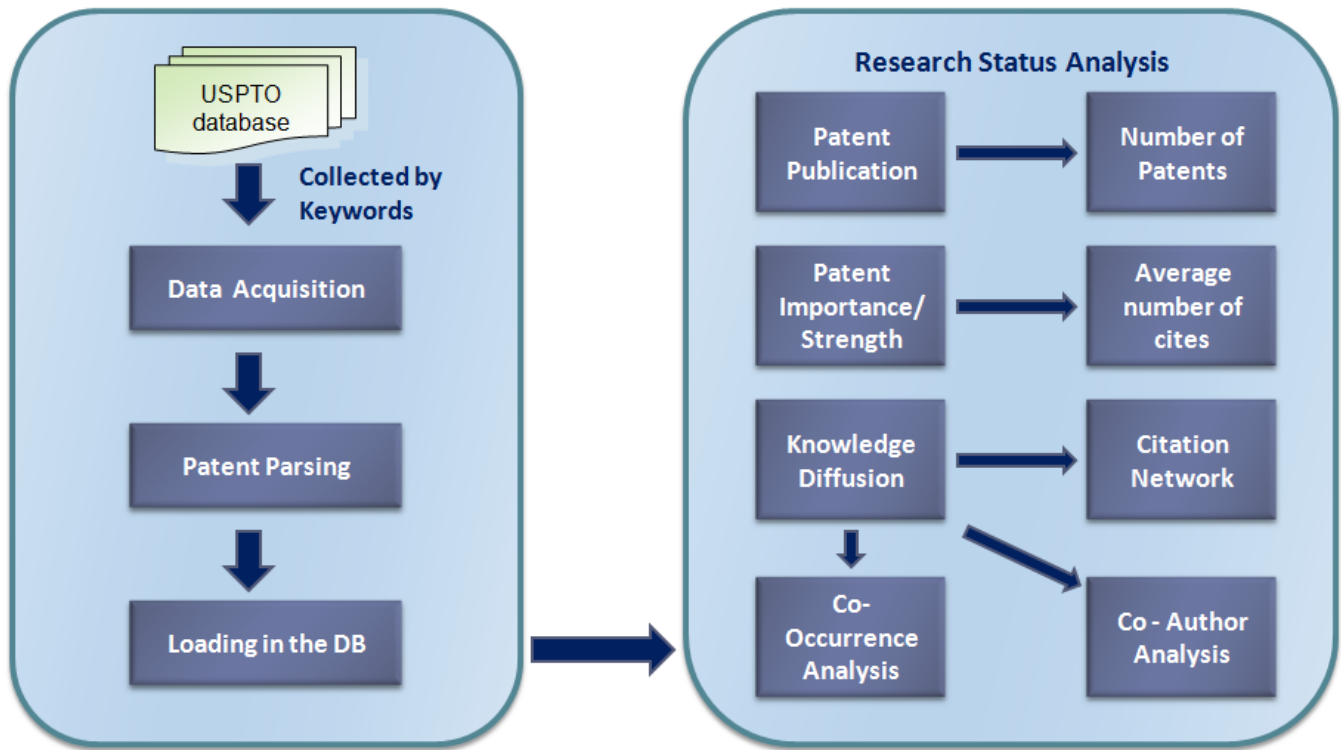 USPTO
database
Collected by
Keywords
Data Acquisition
Patent Parsing
Loading in the DB
Research Status Analysis
Patent
Publication
Number of
Patents
Patent
Importance/
Strength
Average
number of
cites
Knowledge
Diffusion
Citation
Network
Co-
Occurrence
Analysis
Co - Author
Analysis